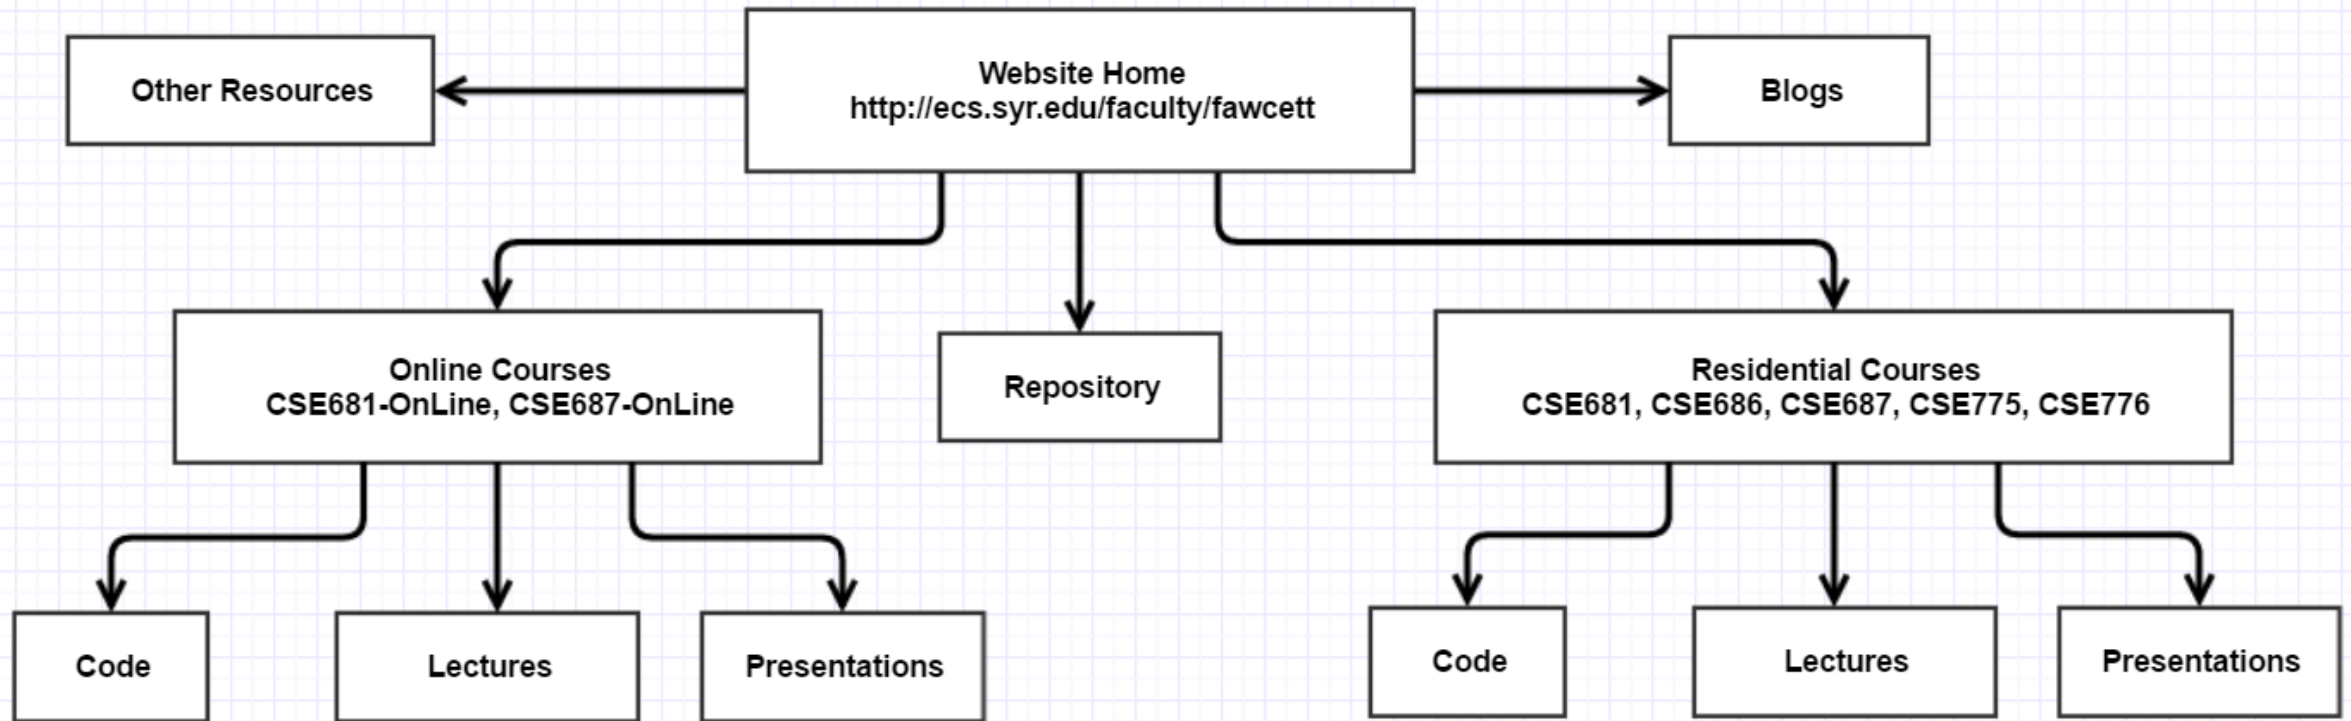 Other Resources
Website Home
http://ecs.syr.edu/faculty/fawcett
Blogs
Online Courses
CSE681-OnLine, CSE687-OnLine
Repository
Residential Courses
CSE681, CSE686, CSE687, CSE775, CSE776
Code
Lectures
Presentations
Code
Lectures
Presentations